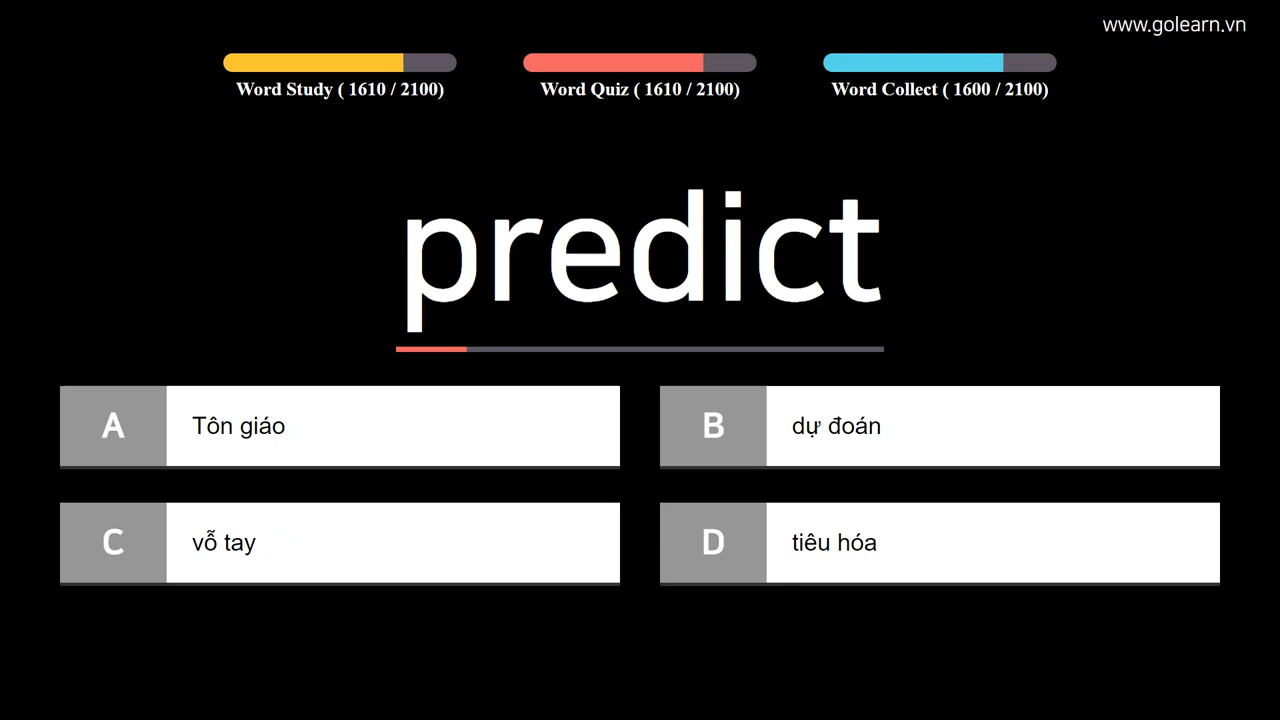 www.golearn.vn
Word Study ( 1610 / 2100)
Word Quiz ( 1610 / 2100)
Word Collect ( 1600 / 2100)
predict
A Tôn giáo
B dự đoán
C vỗ tay
D tiêu hóa